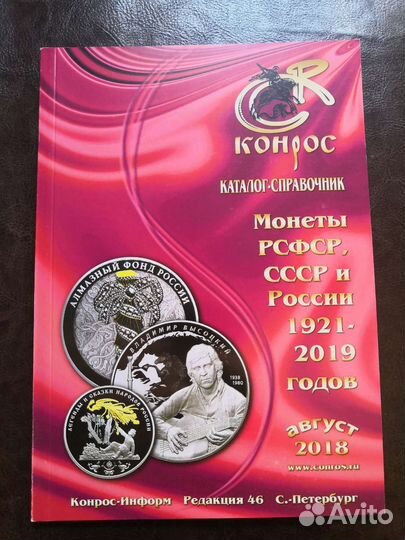 CR
КОНРОС
КАТАЛОГ-СПРАВОЧНИК
Монеты
РСФСР,
СССР и
России
1921-
2019
годов
август
2018
www.conros.ru
АЛМАЗНЫЙ ФОНД РОССИИ
ВЛАДИМИР ВЫСОЦКИЙ
1938
1980
ЛЕГЕНДЫ И СКАЗКИ НАРОДОВ РОССИИ
Конрос-Информ Редакция 46 С.-Петербург
Avito